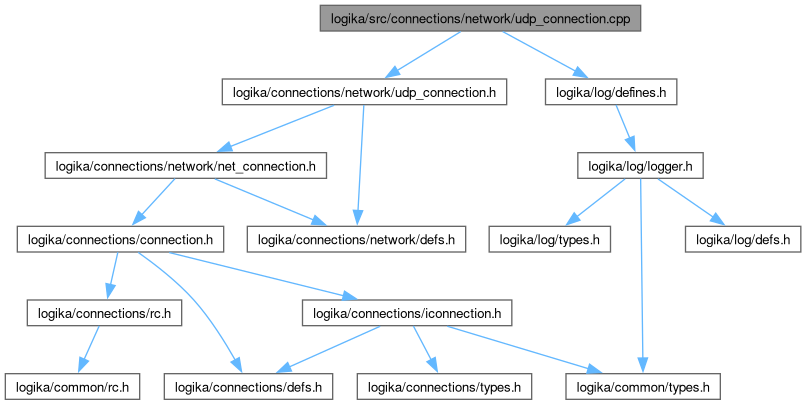 logika/src/connections/network/udp_connection.cpp
logika/connections/network/udp_connection.h
logika/log/defines.h
logika/connections/network/net_connection.h
logika/log/logger.h
logika/connections/connection.h
logika/connections/network/defs.h
logika/log/types.h
logika/log/defs.h
logika/connections/rc.h
logika/connections/iconnection.h
logika/common/rc.h
logika/connections/defs.h
logika/connections/types.h
logika/common/types.h